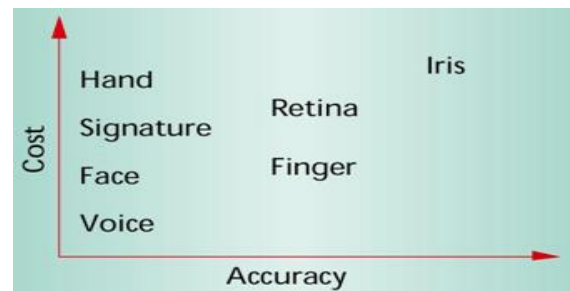 Iris
Hand
Retina
Signature
Finger
Face
Voice
Cost
Accuracy